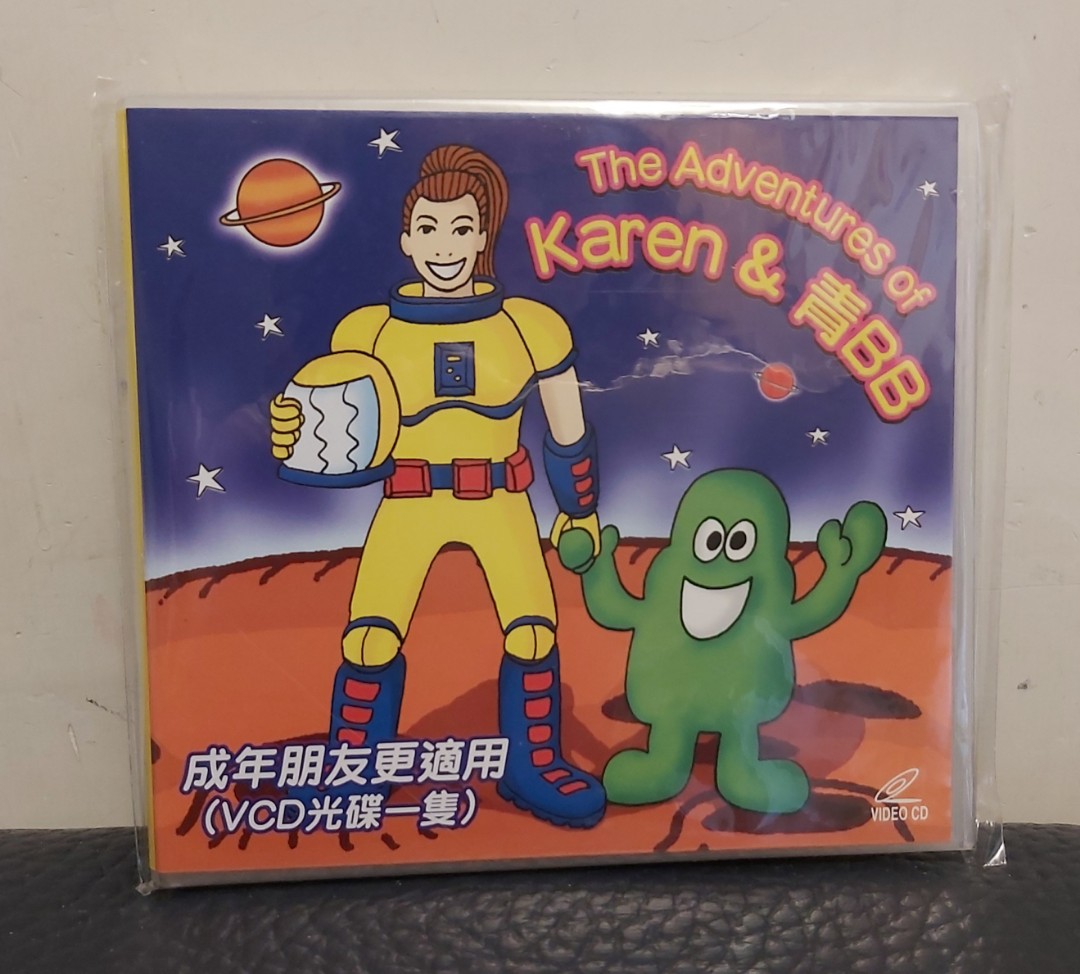 The Adventures of
Karen & 青BB
成年朋友更適用
（VCD光碟一隻）
VIDEO CD